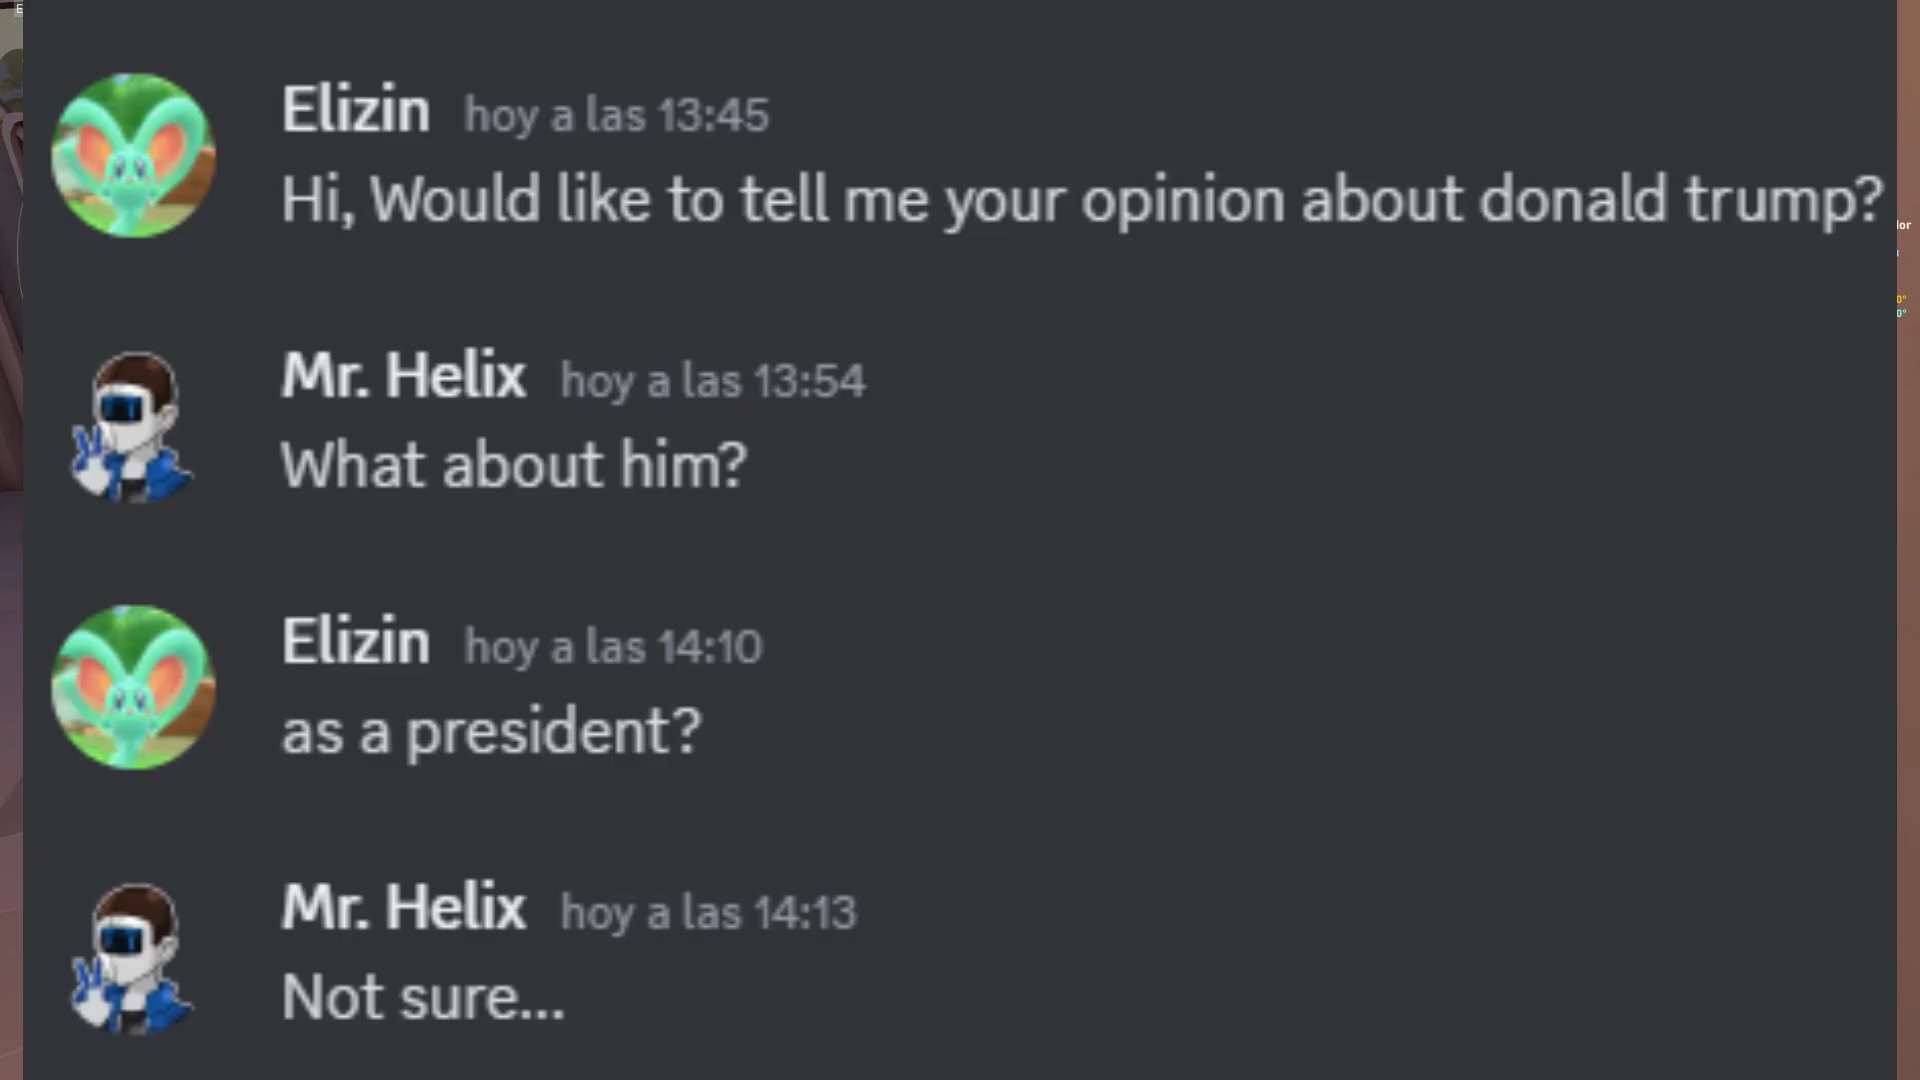 E
Elizin hoy a las 13:45
Hi, Would like to tell me your opinion about donald trump?
lor
Mr. Helix hoy a las 13:54
What about him?
Elizin hoy a las 14:10
as a president?
Mr. Helix hoy a las 14:13
Not sure...